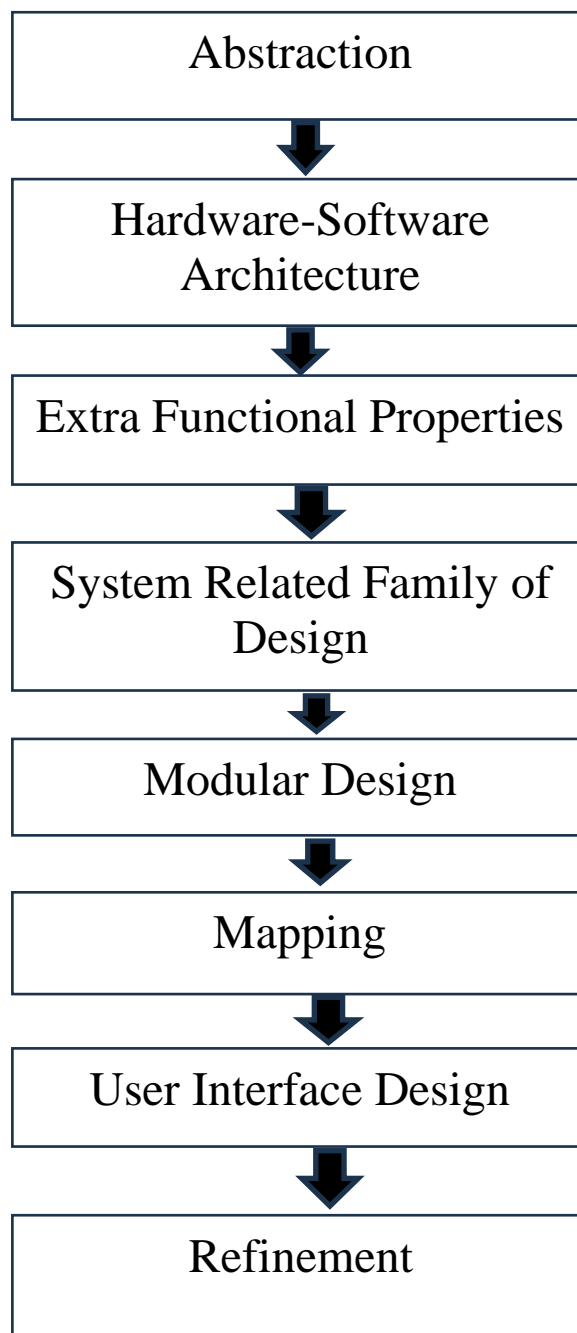 Abstraction
Hardware-Software
Architecture
Extra Functional Properties
System Related Family of
Design
Modular Design
Mapping
User Interface Design
Refinement